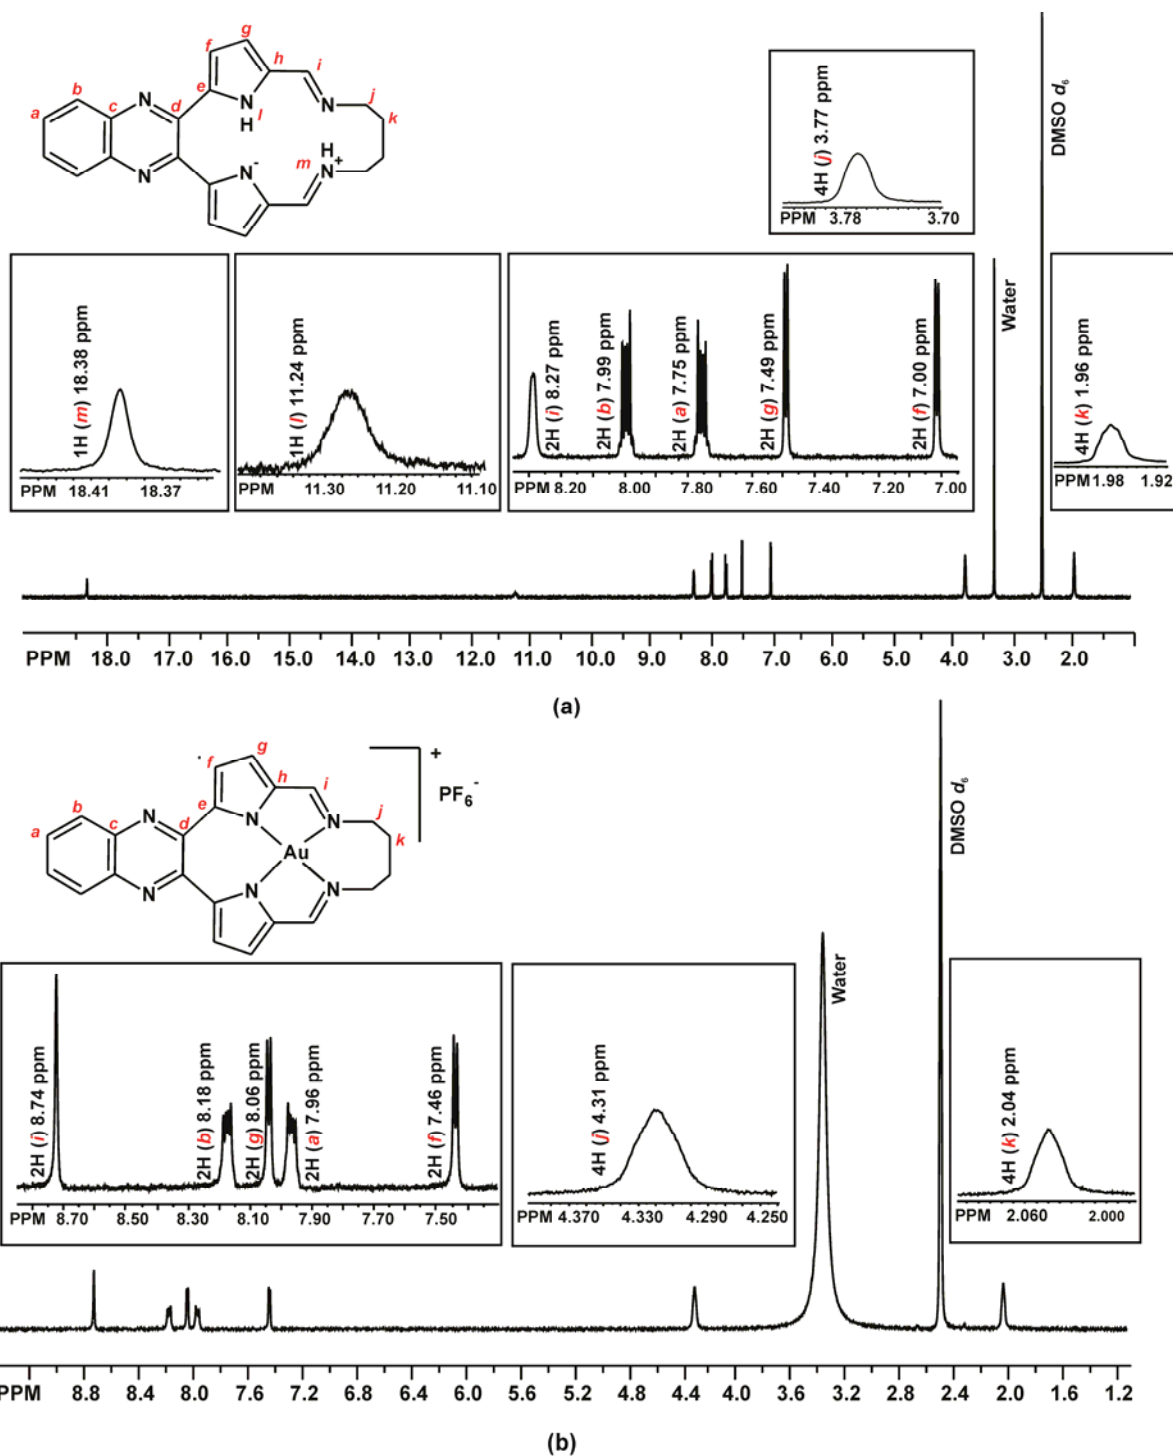 g
f
h
i
e
N
l
H
N
j
k
b
a
c
d
N
N
m
H
N+
N-
4H (j) 3.77 ppm
PPM 3.78 3.70
DMSO d6
Water
1H (m) 18.38 ppm
PPM 18.41 18.37
1H (l) 11.24 ppm
PPM 11.30 11.20 11.10
2H (i) 8.27 ppm
2H (b) 7.99 ppm
2H (a) 7.75 ppm
2H (g) 7.49 ppm
2H (f) 7.00 ppm
PPM 8.20 8.00 7.80 7.60 7.40 7.20 7.00
4H (k) 1.96 ppm
PPM 1.98 1.92
PPM 18.0 17.0 16.0 15.0 14.0 13.0 12.0 11.0 10.0 9.0 8.0 7.0 6.0 5.0 4.0 3.0 2.0
(a)
g
f
h
i
e
N
N
j
k
b
a
c
d
N
N
Au
N
N
+
PF6-
DMSO d6
Water
2H (i) 8.74 ppm
2H (b) 8.18 ppm
2H (g) 8.06 ppm
2H (a) 7.96 ppm
2H (f) 7.46 ppm
PPM 8.70 8.50 8.30 8.10 7.90 7.70 7.50
4H (j) 4.31 ppm
PPM 4.370 4.330 4.290 4.250
4H (k) 2.04 ppm
PPM 2.060 2.000
PPM 8.8 8.4 8.0 7.6 7.2 6.8 6.4 6.0 5.6 5.2 4.8 4.4 4.0 3.6 3.2 2.8 2.4 2.0 1.6 1.2
(b)